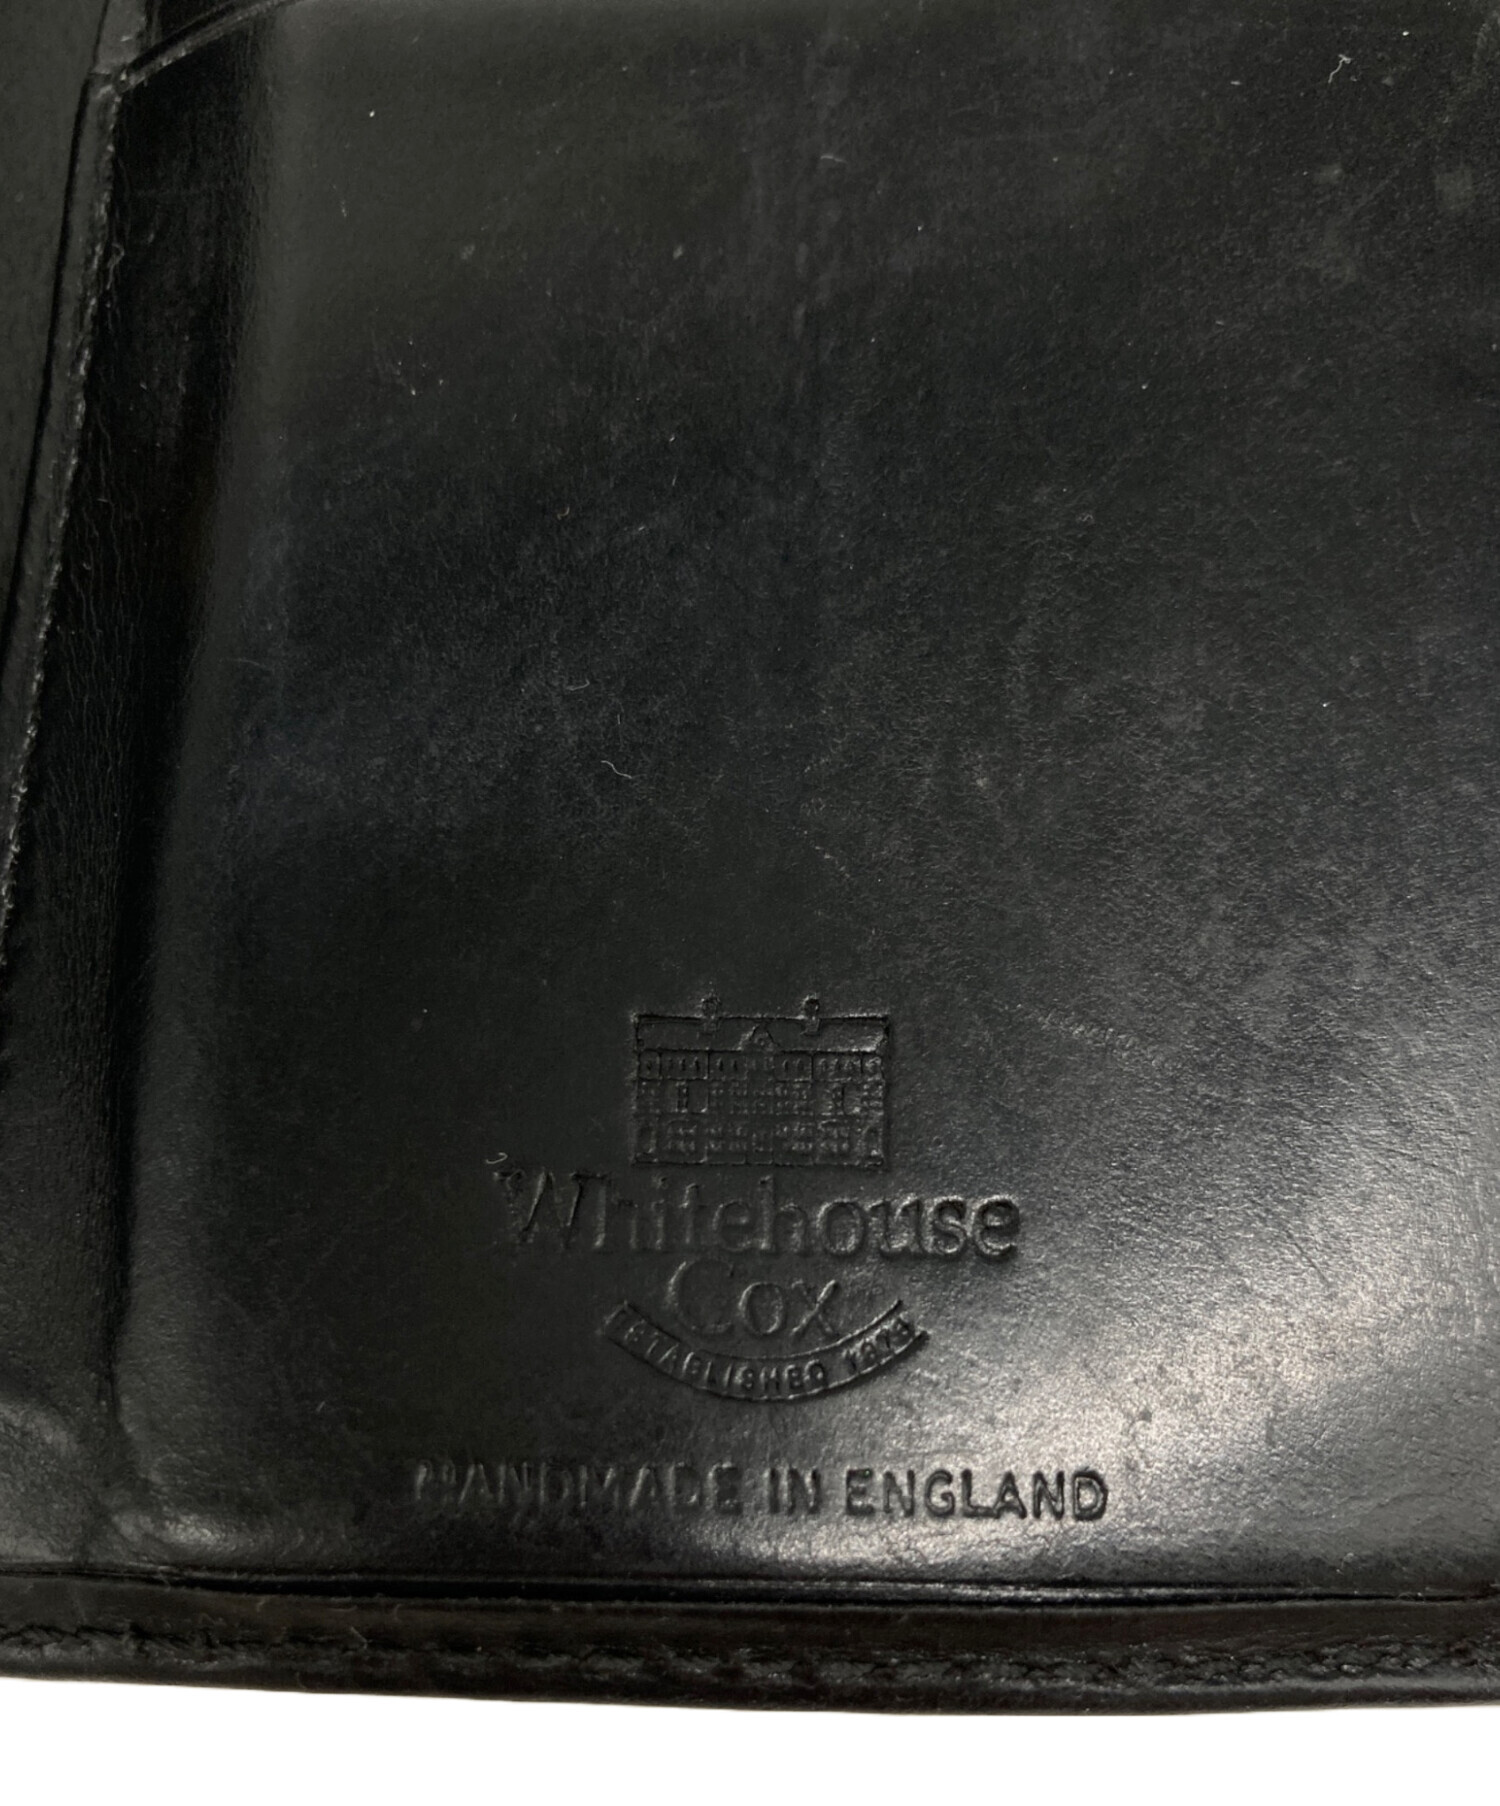 Whitehouse
Cox
ESTABLISHED 1875
HANDMADE IN ENGLAND